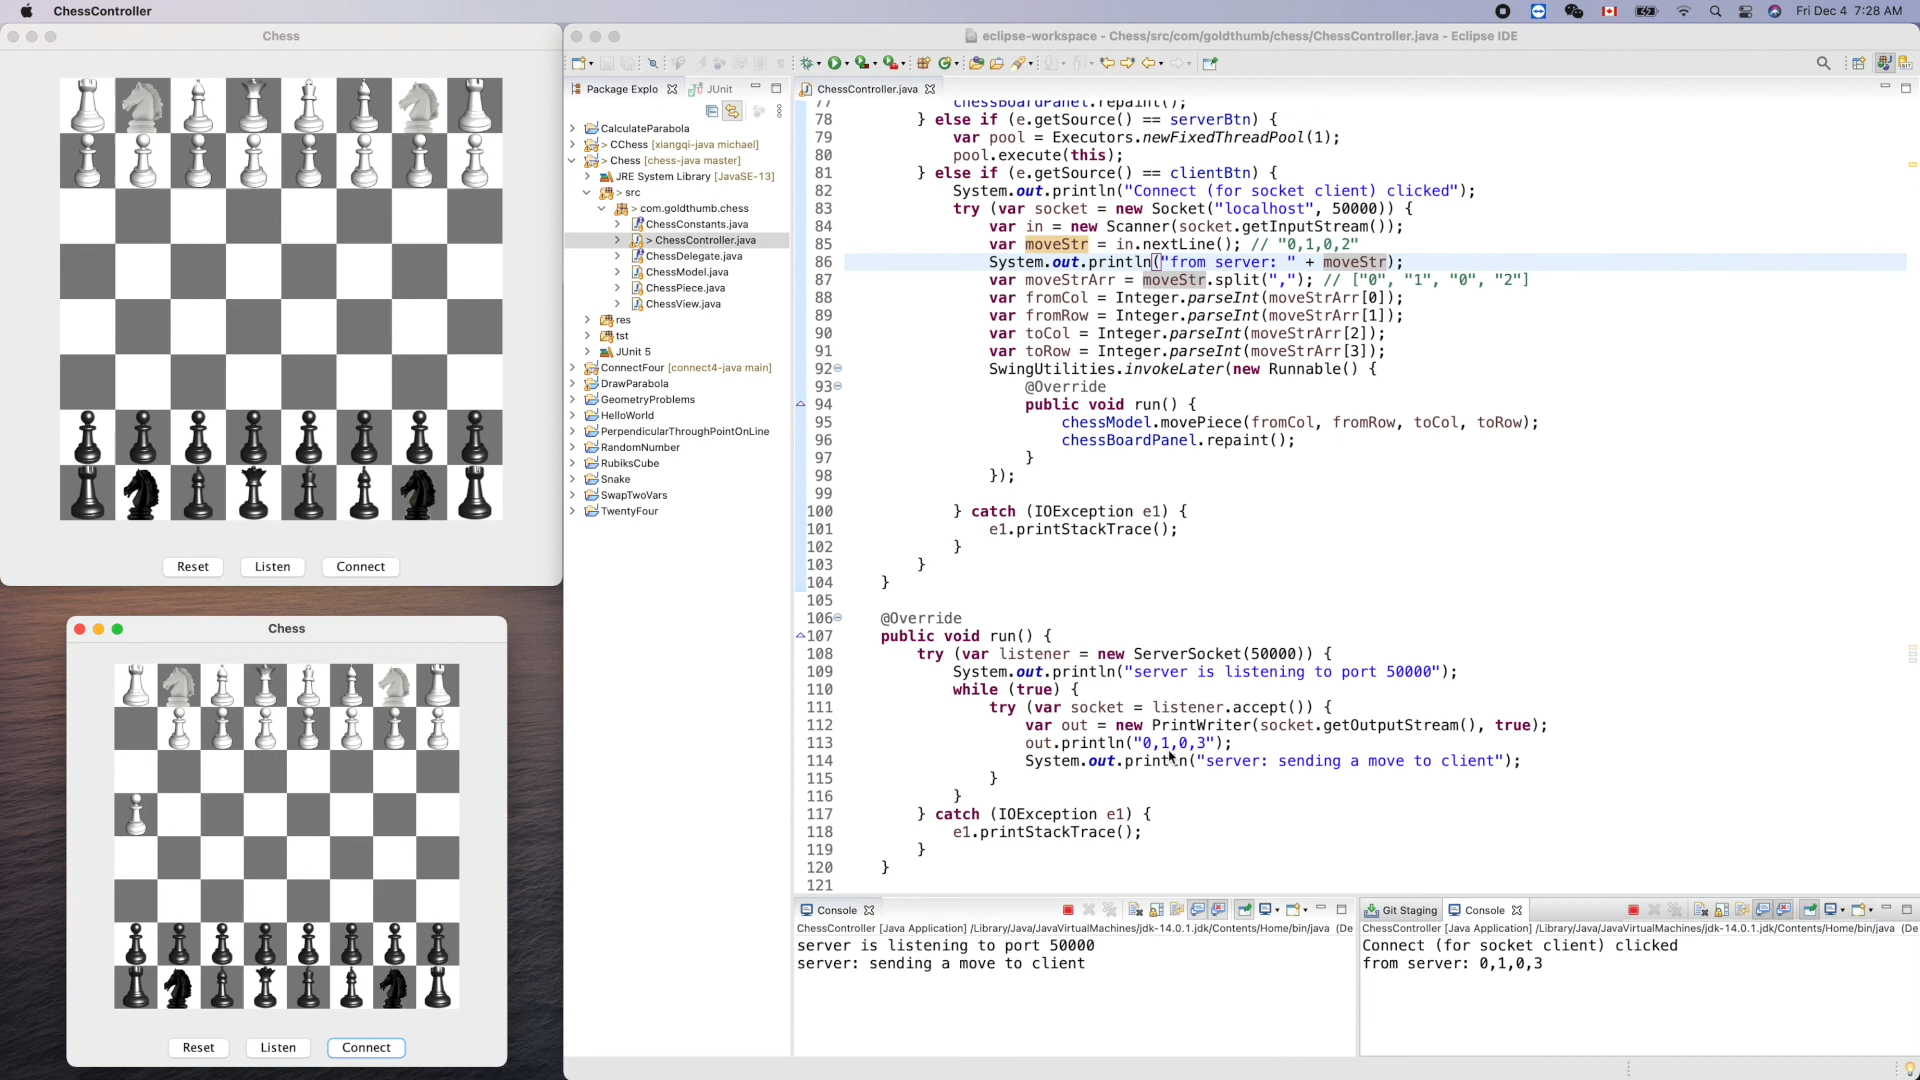 ChessController
Fri Dec 4 7:28 AM
Chess
Reset
Listen
Connect
Chess
Reset
Listen
Connect
eclipse-workspace - Chess/src/com/goldthumb/chess/ChessController.java - Eclipse IDE
Package Explo
JUnit
CalculateParabola
> CChess [xiangqi-java michael]
> Chess [chess-java master]
JRE System Library [JavaSE-13]
> src
> com.goldthumb.chess
ChessConstants.java
> ChessController.java
ChessDelegate.java
ChessModel.java
ChessPiece.java
ChessView.java
res
tst
JUnit 5
ConnectFour [connect4-java main]
DrawParabola
GeometryProblems
HelloWorld
PerpendicularThroughPointOnLine
RandomNumber
RubiksCube
Snake
SwapTwoVars
TwentyFour
ChessController.java
77 chessBoardPanel.repaint();
78 } else if (e.getSource() == serverBtn) {
79 var pool = Executors.newFixedThreadPool(1);
80 pool.execute(this);
81 } else if (e.getSource() == clientBtn) {
82 System.out.println("Connect (for socket client) clicked");
83 try (var socket = new Socket("localhost", 50000)) {
84 var in = new Scanner(socket.getInputStream());
85 var moveStr = in.nextLine(); // "0,1,0,2"
86 System.out.println("from server: " + moveStr);
87 var moveStrArr = moveStr.split(","); // ["0", "1", "0", "2"]
88 var fromCol = Integer.parseInt(moveStrArr[0]);
89 var fromRow = Integer.parseInt(moveStrArr[1]);
90 var toCol = Integer.parseInt(moveStrArr[2]);
91 var toRow = Integer.parseInt(moveStrArr[3]);
92 SwingUtilities.invokeLater(new Runnable() {
93 @Override
94 public void run() {
95 chessModel.movePiece(fromCol, fromRow, toCol, toRow);
96 chessBoardPanel.repaint();
97 }
98 });
99
100 } catch (IOException e1) {
101 e1.printStackTrace();
102 }
103 }
104 }
105
106 @Override
107 public void run() {
108 try (var listener = new ServerSocket(50000)) {
109 System.out.println("server is listening to port 50000");
110 while (true) {
111 try (var socket = listener.accept()) {
112 var out = new PrintWriter(socket.getOutputStream(), true);
113 out.println("0,1,0,3");
114 System.out.println("server: sending a move to client");
115 }
116 }
117 } catch (IOException e1) {
118 e1.printStackTrace();
119 }
120 }
121
Console
ChessController [Java Application] /Library/Java/JavaVirtualMachines/jdk-14.0.1.jdk/Contents/Home/bin/java (De
server is listening to port 50000
server: sending a move to client
Git Staging
Console
ChessController [Java Application] /Library/Java/JavaVirtualMachines/jdk-14.0.1.jdk/Contents/Home/bin/java (De
Connect (for socket client) clicked
from server: 0,1,0,3